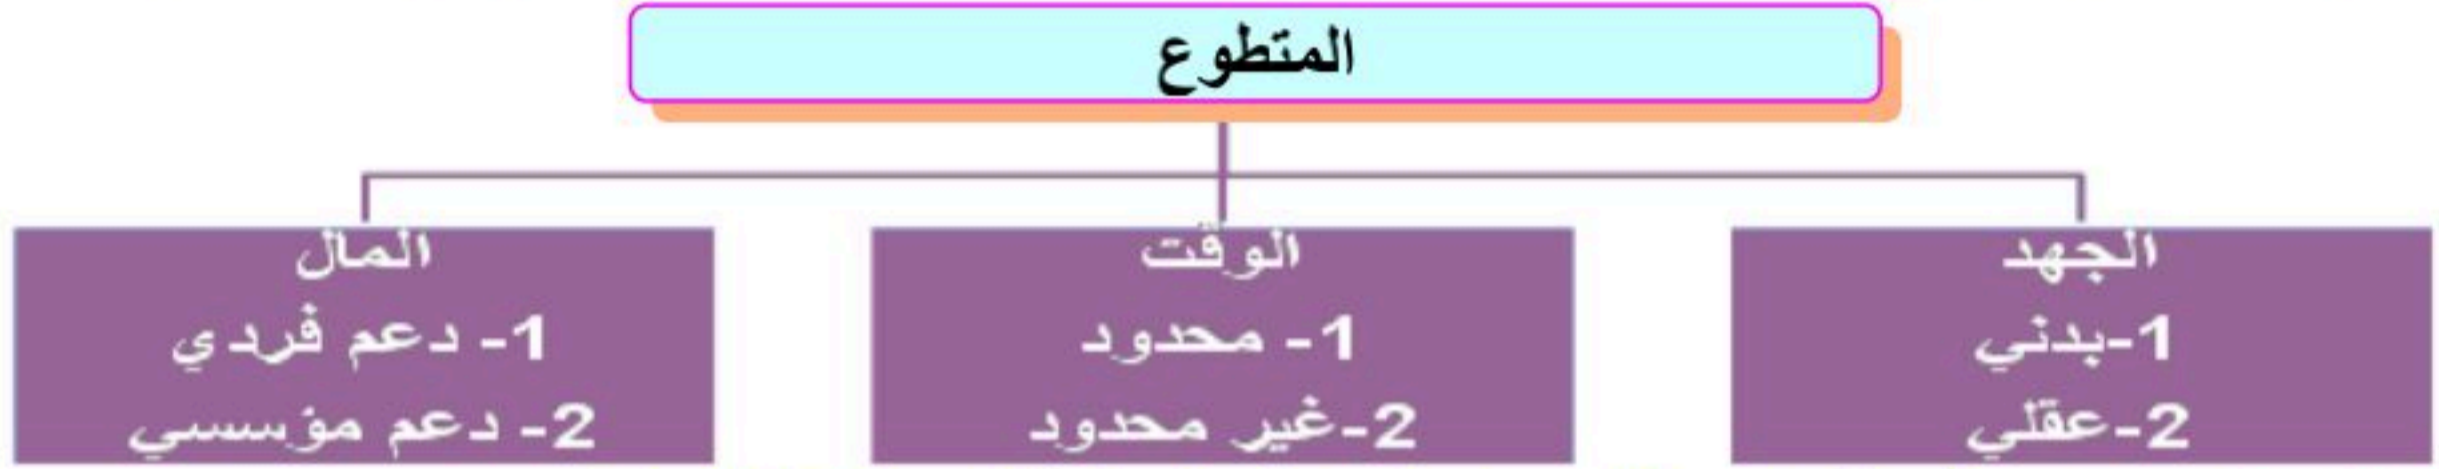 المتطوع
الجهد
1-بدني
2-عقلي
الوقت
1- محدود
2-غير محدود
المال
1- دعم فردي
2- دعم مؤسسي